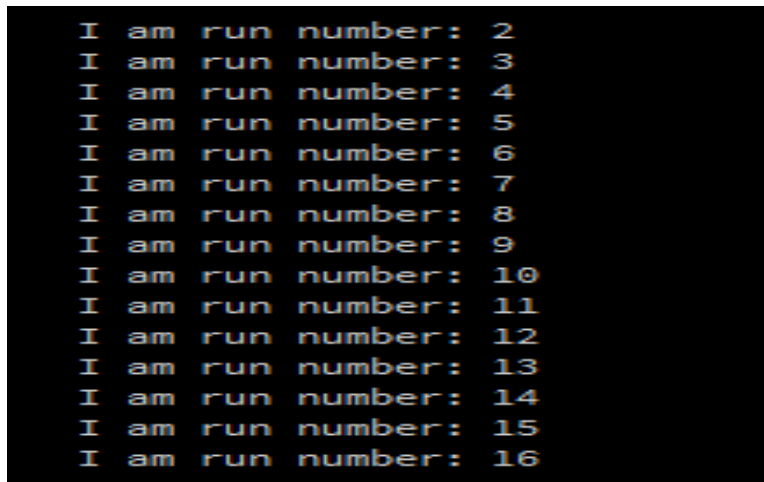 I am run number: 2
I am run number: 3
I am run number: 4
I am run number: 5
I am run number: 6
I am run number: 7
I am run number: 8
I am run number: 9
I am run number: 10
I am run number: 11
I am run number: 12
I am run number: 13
I am run number: 14
I am run number: 15
I am run number: 16